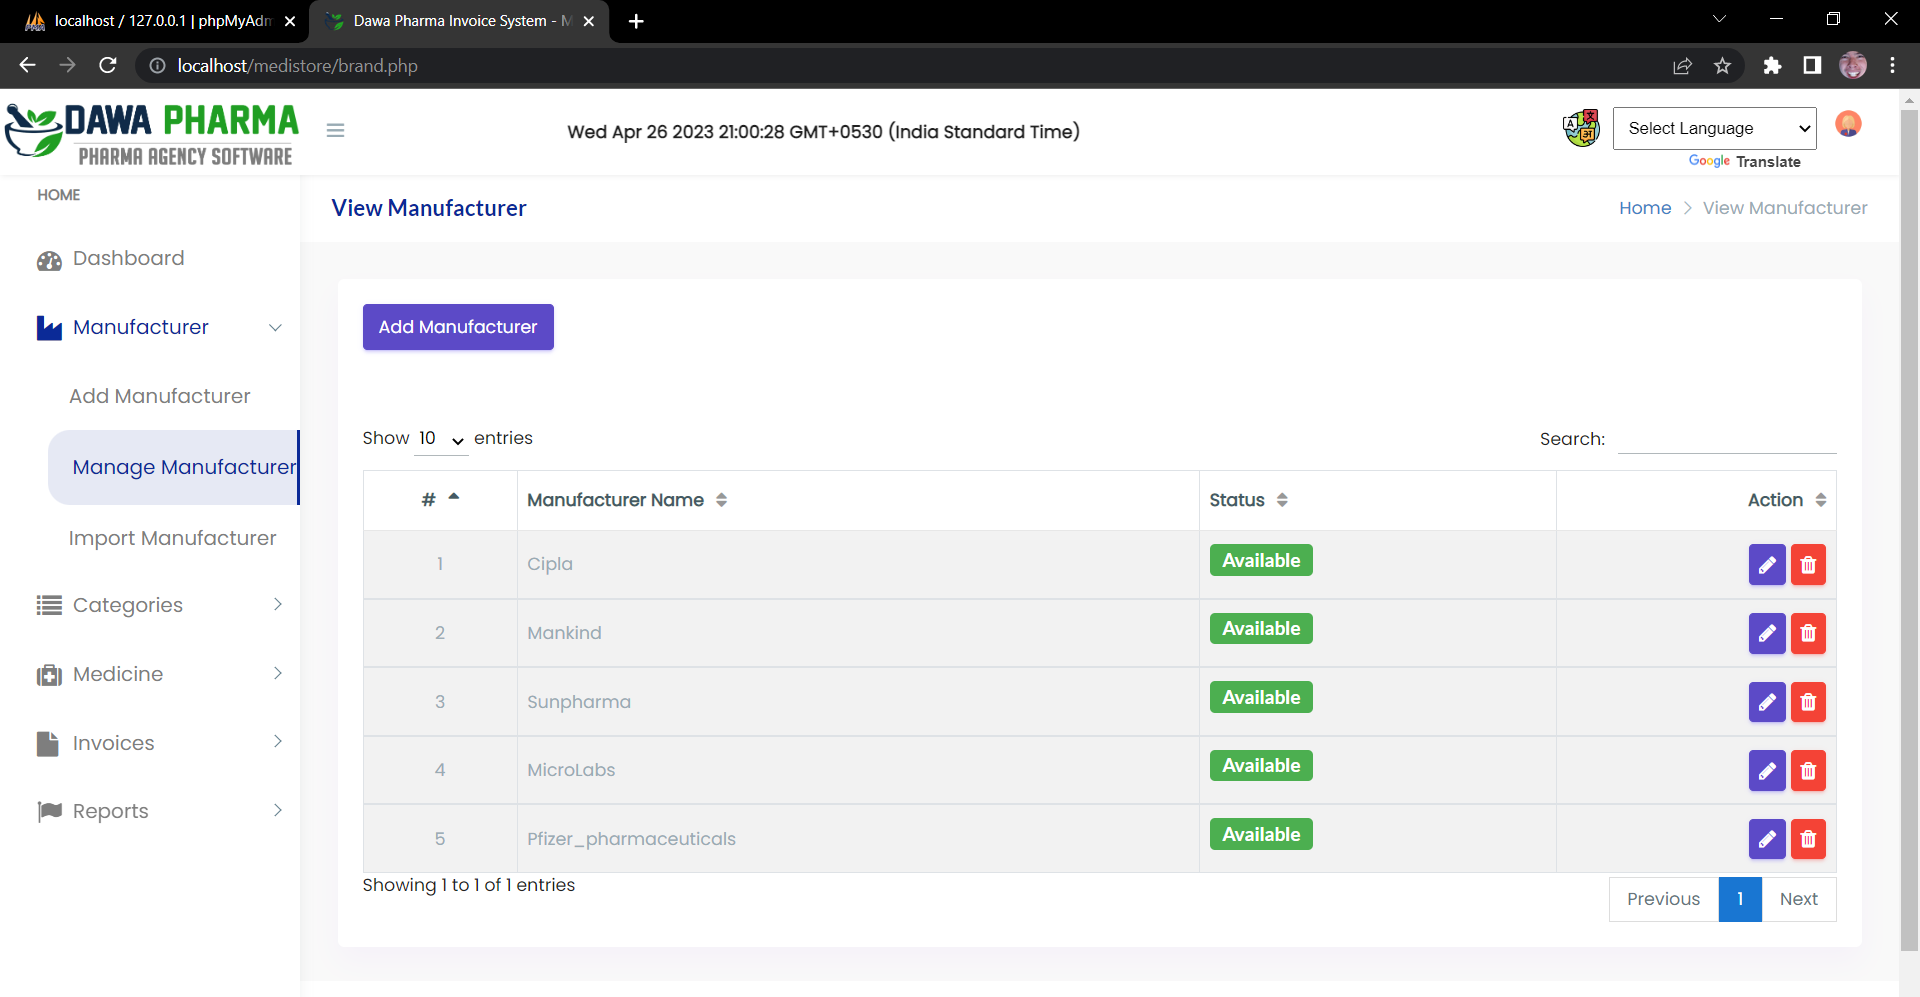 localhost / 127.0.0.1 | phpMyAdm
Dawa Pharma Invoice System - M
localhost/medistore/brand.php
DAWA PHARMA
PHARMA AGENCY SOFTWARE
Wed Apr 26 2023 21:00:28 GMT+0530 (India Standard Time)
Select Language
Google Translate
HOME
Dashboard
Manufacturer
Add Manufacturer
Manage Manufacturer
Import Manufacturer
Categories
Medicine
Invoices
Reports
View Manufacturer
Home > View Manufacturer
Add Manufacturer
Show 10 entries
Search:
# Manufacturer Name Status Action
1 Cipla Available
2 Mankind Available
3 Sunpharma Available
4 MicroLabs Available
5 Pfizer_pharmaceuticals Available
Showing 1 to 1 of 1 entries
Previous 1 Next